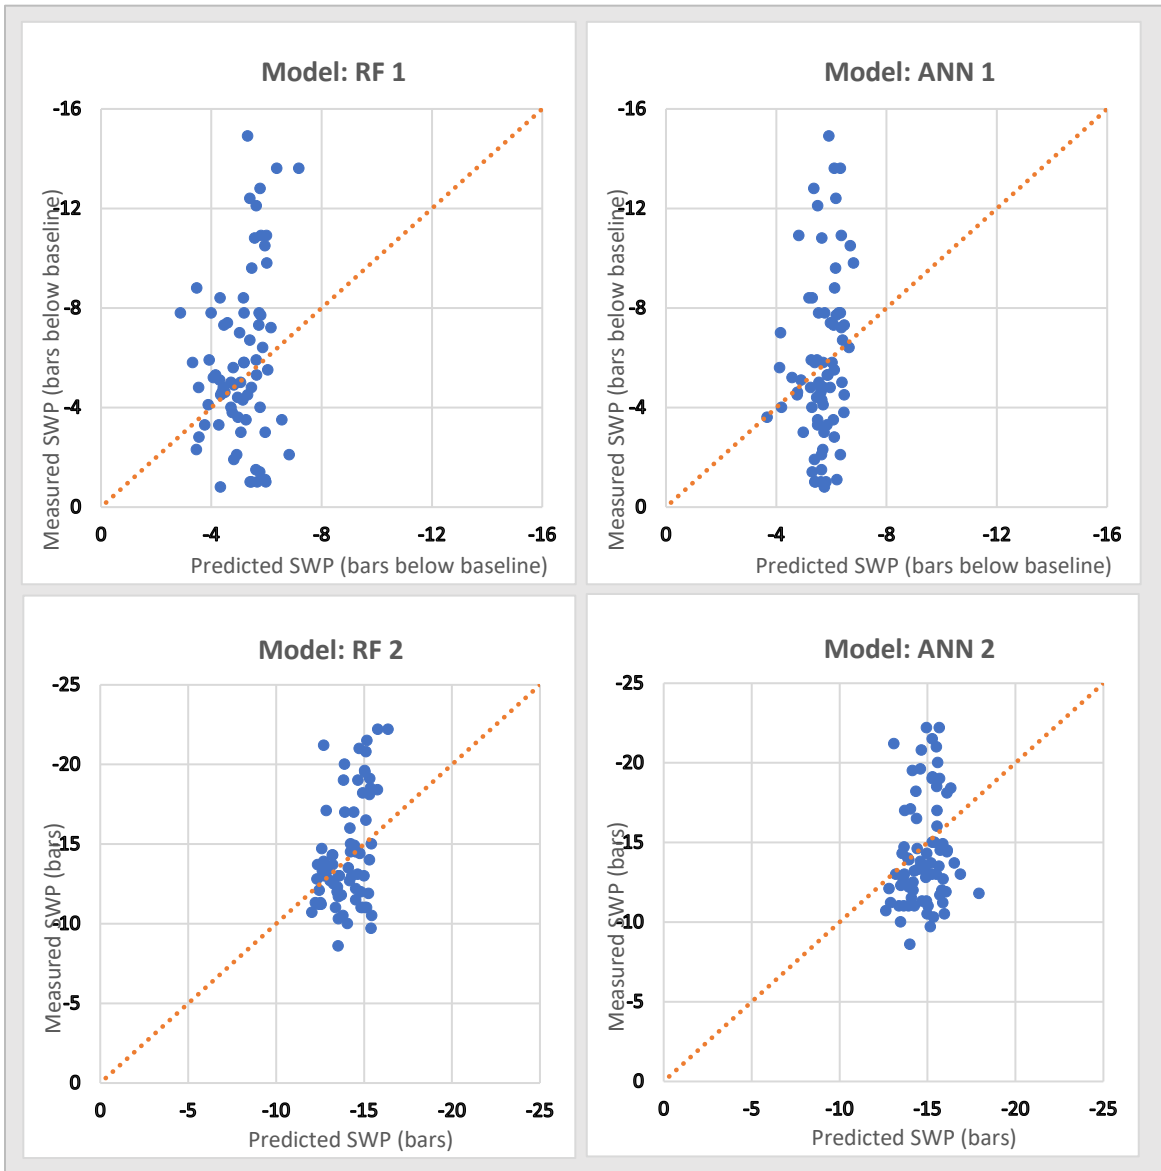 Model: RF 1
Measured SWP (bars below baseline)
-16
-12
-8
-4
0
0 -4 -8 -12 -16
Predicted SWP (bars below baseline)
Model: ANN 1
Measured SWP (bars below baseline)
-16
-12
-8
-4
0
0 -4 -8 -12 -16
Predicted SWP (bars below baseline)
Model: RF 2
Measured SWP (bars)
-25
-20
-15
-10
-5
0
0 -5 -10 -15 -20 -25
Predicted SWP (bars)
Model: ANN 2
Measured SWP (bars)
-25
-20
-15
-10
-5
0
0 -5 -10 -15 -20 -25
Predicted SWP (bars)